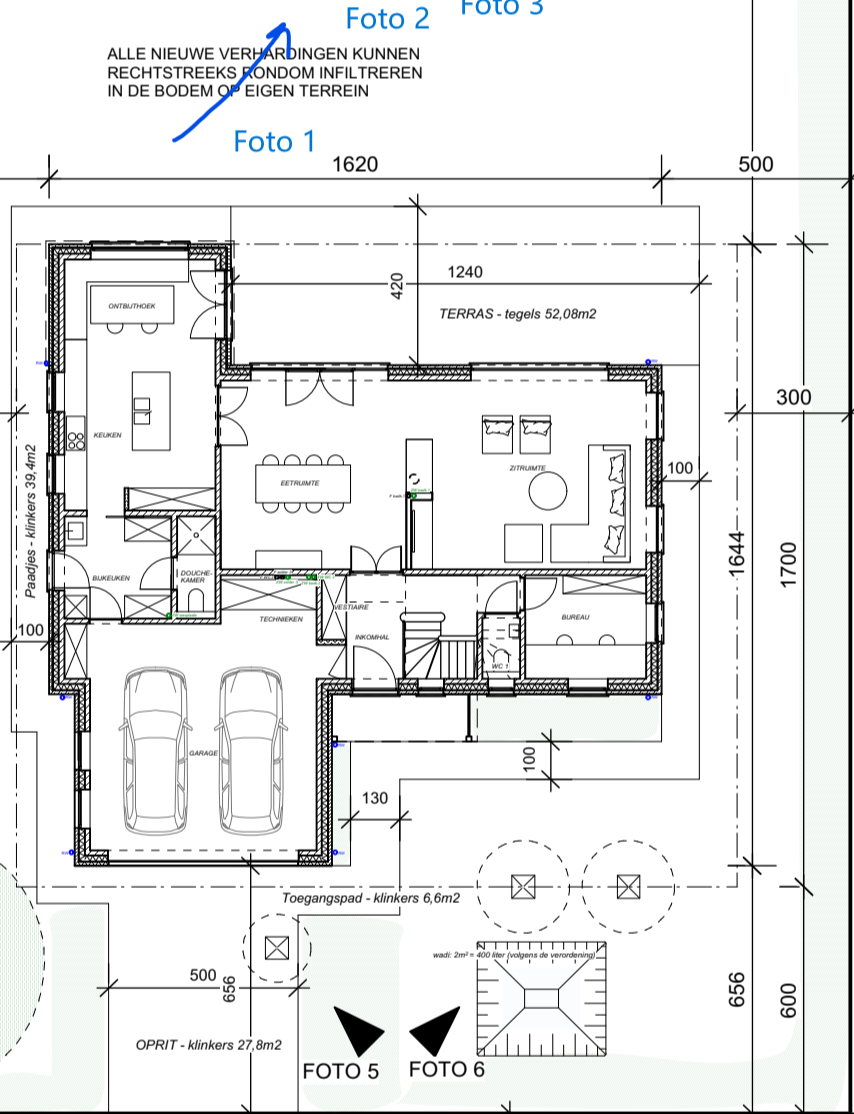 Foto 2
Foto 3
ALLE NIEUWE VERHARDINGEN KUNNEN
RECHTSTREEKS RONDOM INFILTREREN
IN DE BODEM OP EIGEN TERREIN
Foto 1
1620
500
420
1240
ONTBIJTHOEK
TERRAS - tegels 52,08m2
300
KEUKEN
EETRUIMTE
ZITRUIMTE
100
Paadjes - klinkers 39,4m2
1644
1700
BIJKEUKEN
DOUCHE-
KAMER
TECHNIEKEN
VESTIAIRE
INKOMHAL
BUREAU
100
WC 1
GARAGE
100
130
Toegangspad - klinkers 6,6m2
wadi: 2m² = 400 liter (volgens de verordening)
500
656
656
600
OPRIT - klinkers 27,8m2
FOTO 5
FOTO 6